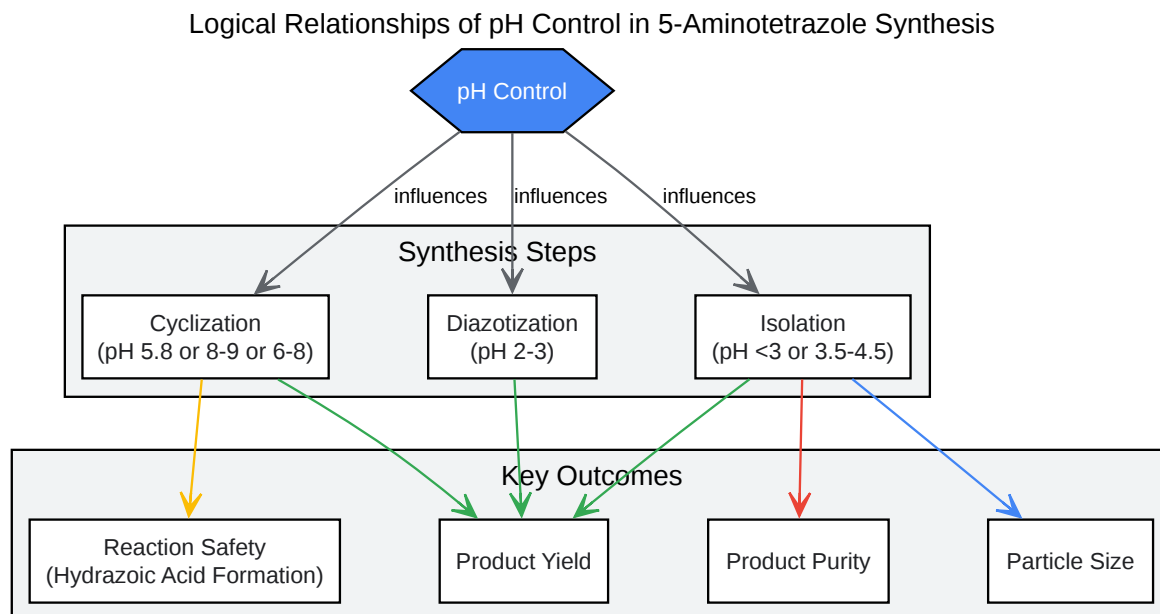 Logical Relationships of pH Control in 5-Aminotetrazole Synthesis
pH Control
influences
influences
influences
Synthesis Steps
Cyclization
(pH 5.8 or 8-9 or 6-8)
Diazotization
(pH 2-3)
Isolation
(pH <3 or 3.5-4.5)
Key Outcomes
Reaction Safety
(Hydrazoic Acid Formation)
Product Yield
Product Purity
Particle Size